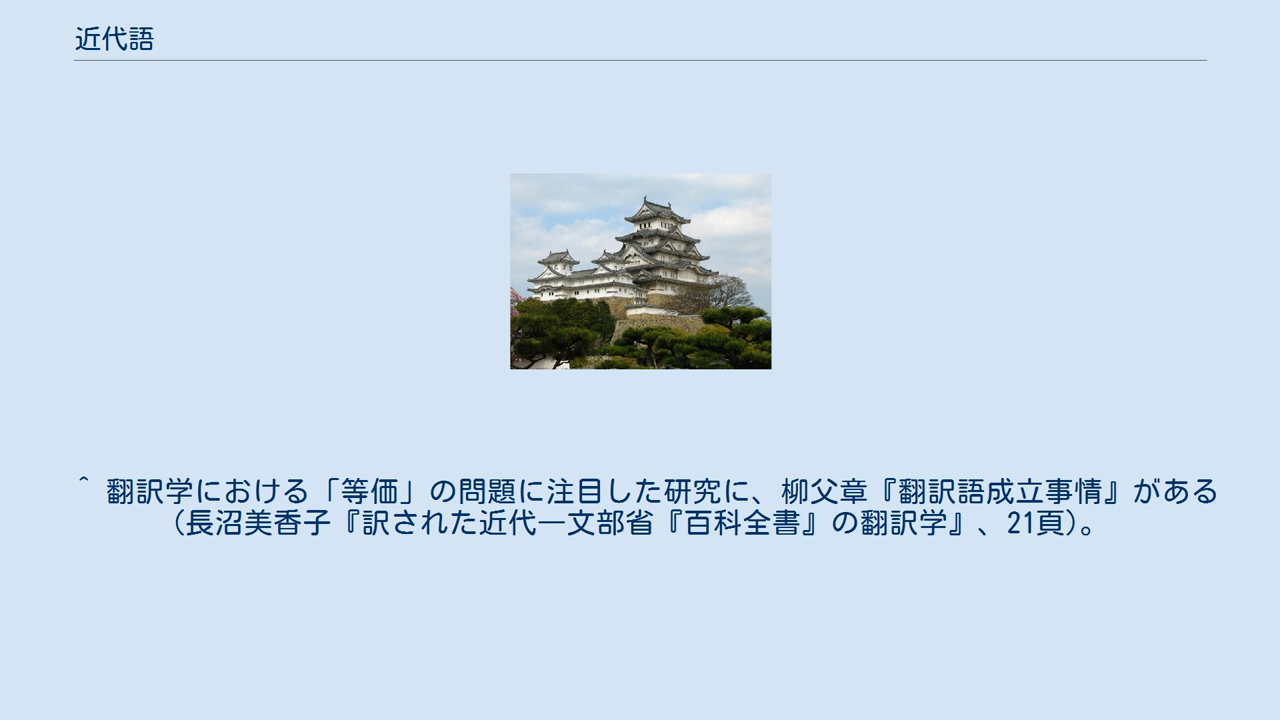 近代語
^ 翻訳学における「等価」の問題に注目した研究に、柳父章『翻訳語成立事情』がある
（長沼美香子『訳された近代―文部省『百科全書』の翻訳学』、21頁）。